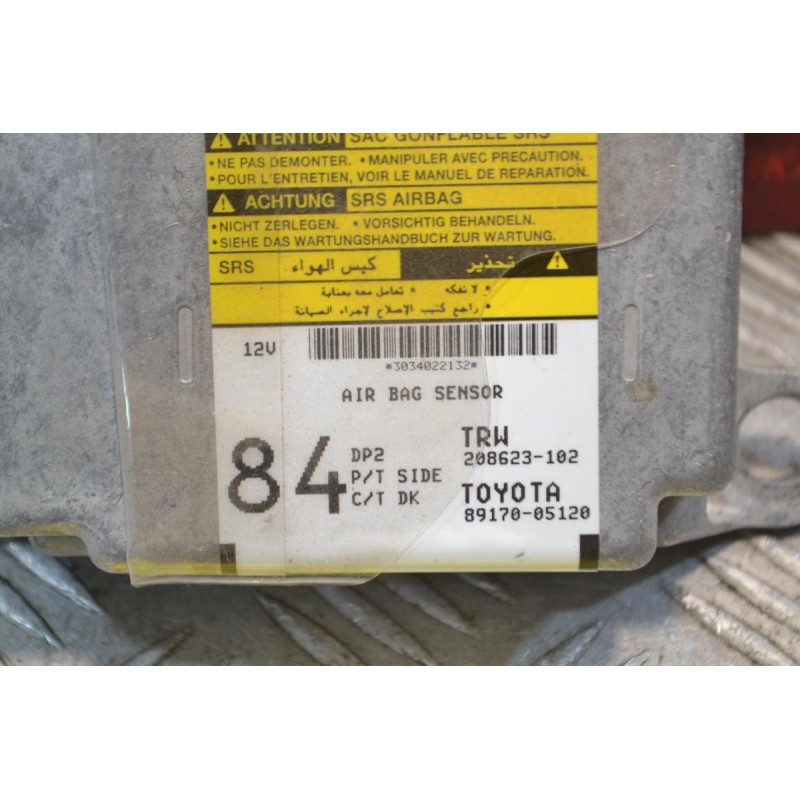 ATTENTION SAC GONFLABLE SRS
•NE PAS DEMONTER. •MANIPULER AVEC PRECAUTION.
•POUR L'ENTRETIEN, VOIR LE MANUEL DE REPARATION.
ACHTUNG SRS AIRBAG
•NICHT ZERLEGEN. •VORSICHTIG BEHANDELN.
•SIEHE DAS WARTUNGSHANDBUCH ZUR WARTUNG.
SRS كيس الهواء تحذير
• لا تفكه • تعامل معه بعناية
• راجع كتيب الإصلاح لاجراء الصيانة
12V
*3034022132*
AIR BAG SENSOR
84 DP2 TRW
P/T SIDE 208623-102
C/T DK TOYOTA
89170-05120